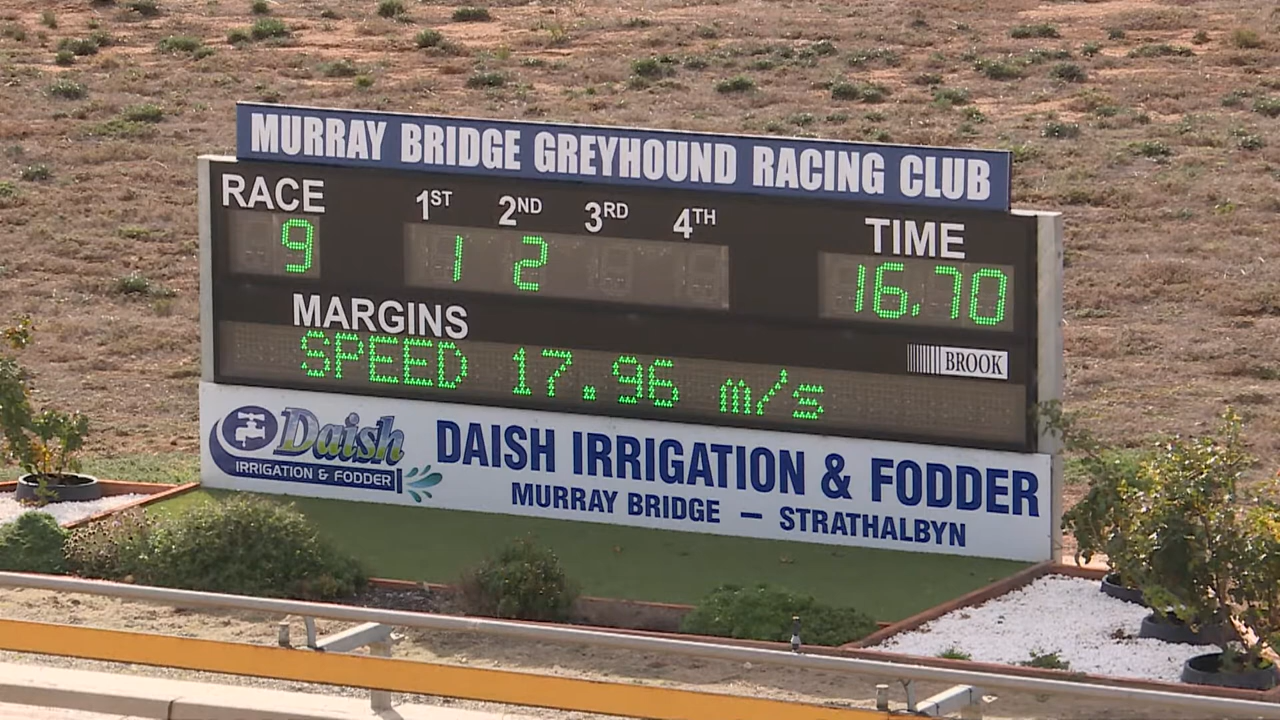 MURRAY BRIDGE GREYHOUND RACING CLUB
RACE 1ST 2ND 3RD 4TH TIME
9 1 2 16.70
MARGINS
BROOK
SPEED 17.96 m/s
Daish
IRRIGATION & FODDER
DAISH IRRIGATION & FODDER
MURRAY BRIDGE – STRATHALBYN